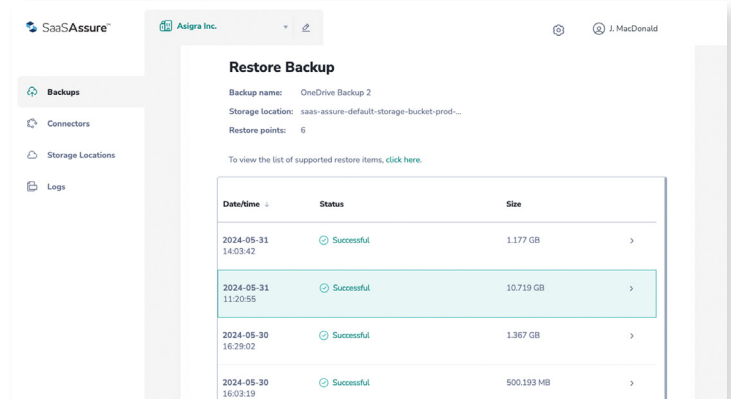 SaaSAssure™
Asigra Inc.
J. MacDonald
Backups
Connectors
Storage Locations
Logs
Restore Backup
Backup name: OneDrive Backup 2
Storage location: saas-assure-default-storage-bucket-prod-...
Restore points: 6
To view the list of supported restore items, click here.
Date/time ↓ Status Size
2024-05-31 Successful 1.177 GB
14:03:42
2024-05-31 Successful 10.719 GB
11:20:55
2024-05-30 Successful 1.367 GB
16:29:02
2024-05-30 Successful 500.193 MB
16:03:19